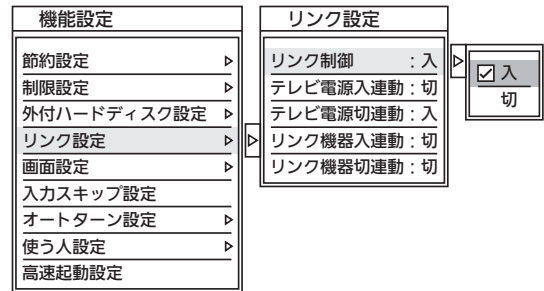 機能設定
節約設定
制限設定
外付ハードディスク設定
リンク設定
画面設定
入力スキップ設定
オートターン設定
使う人設定
高速起動設定
リンク設定
リンク制御 :入
テレビ電源入連動:切
テレビ電源切連動:入
リンク機器入連動:切
リンク機器切連動:切
入
切